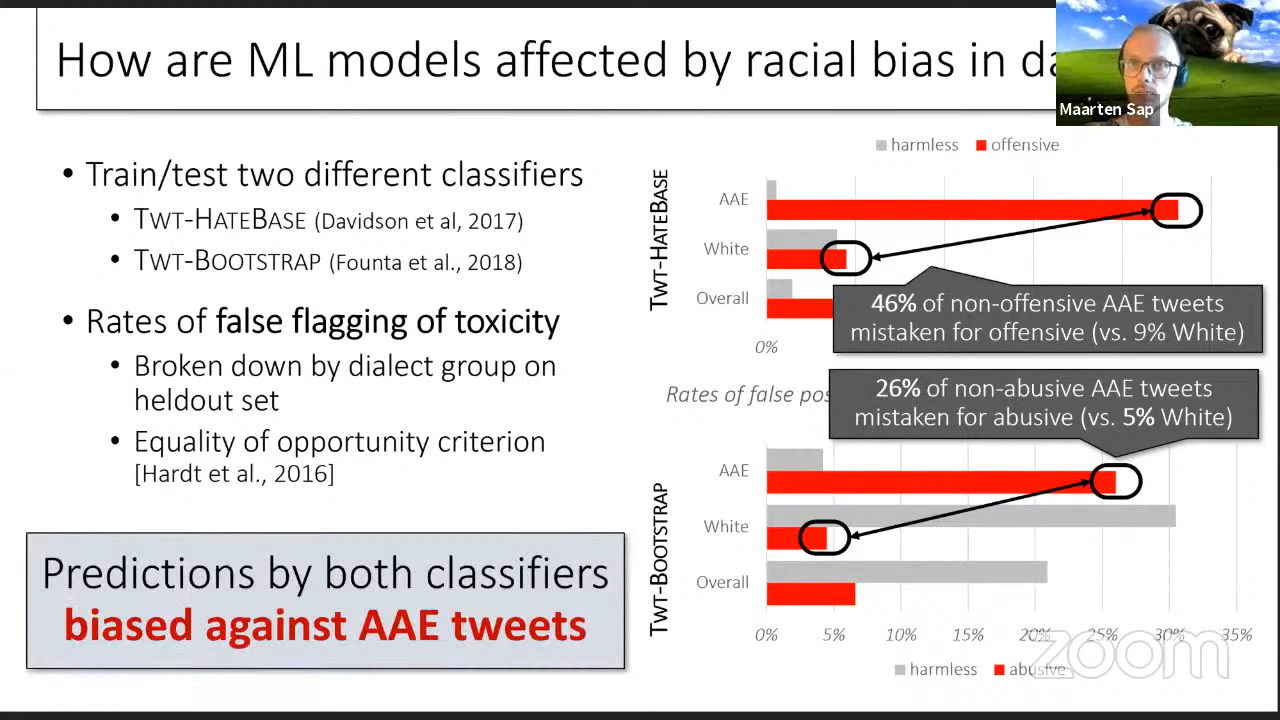 How are ML models affected by racial bias in da
Maarten Sap
• Train/test two different classifiers
• TWT-HATEBASE (Davidson et al, 2017)
• TWT-BOOTSTRAP (Founta et al., 2018)
• Rates of false flagging of toxicity
• Broken down by dialect group on
heldout set
• Equality of opportunity criterion
[Hardt et al., 2016]
Predictions by both classifiers
biased against AAE tweets
harmless offensive
TWT-HATEBASE
AAE
White
Overall
0%
46% of non-offensive AAE tweets
mistaken for offensive (vs. 9% White)
Rates of false pos
26% of non-abusive AAE tweets
mistaken for abusive (vs. 5% White)
TWT-BOOTSTRAP
AAE
White
Overall
0% 5% 10% 15% 20% 25% 30% 35%
harmless abusive
zoom